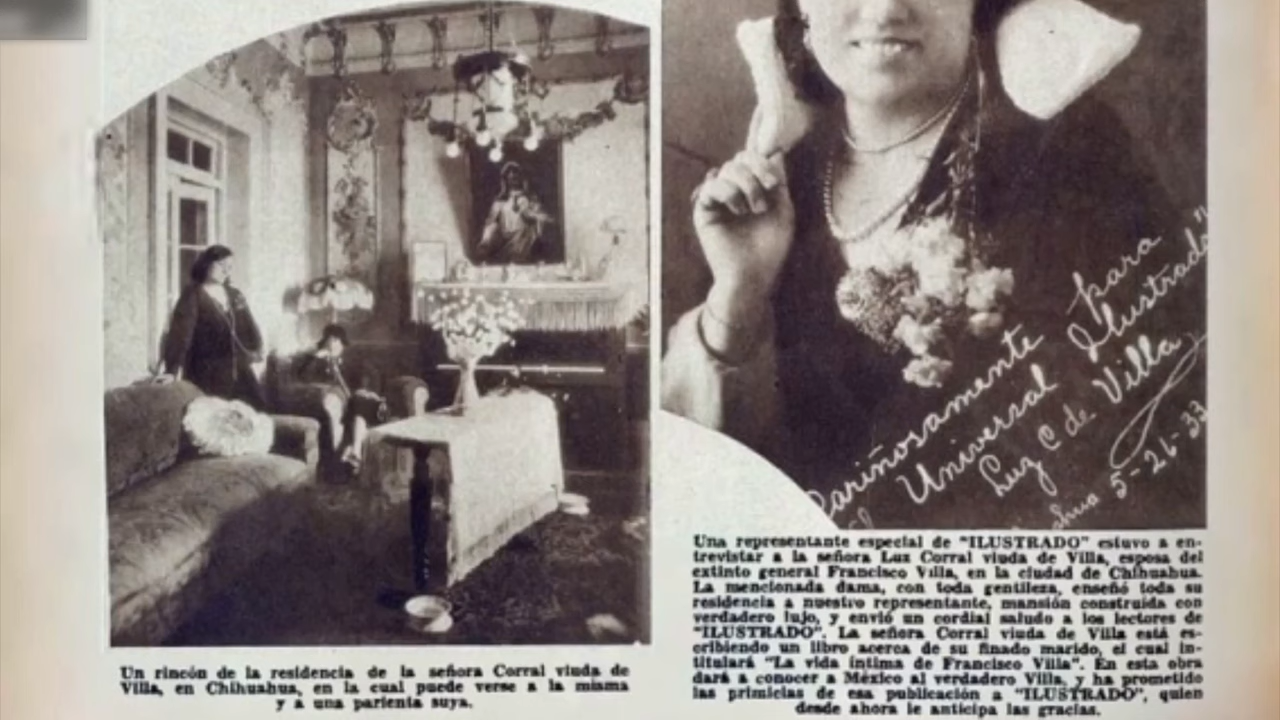 Cariñosamente para
el Universal Ilustrado"
Luz C de Villa
5-26-33
Una representante especial de "ILUSTRADO" estuvo a en-
trevistar a la señora Luz Corral viuda de Villa, esposa del
extinto general Francisco Villa, en la ciudad de Chihuahua.
La mencionada dama, con toda gentileza, enseñó toda su
residencia a nuestro representante, mansión construida con
verdadero lujo, y envió un cordial saludo a los lectores de
"ILUSTRADO". La señora Corral viuda de Villa está es-
cribiendo un libro acerca de su finado marido, el cual in-
titulará "La vida íntima de Francisco Villa". En esta obra
dará a conocer a México al verdadero Villa, y ha prometido
las primicias de esa publicación a "ILUSTRADO", quien
desde ahora le anticipa las gracias.
Un rincón de la residencia de la señora Corral viuda de
Villa, en Chihuahua, en la cual puede verse a la misma
y a una parienta suya.